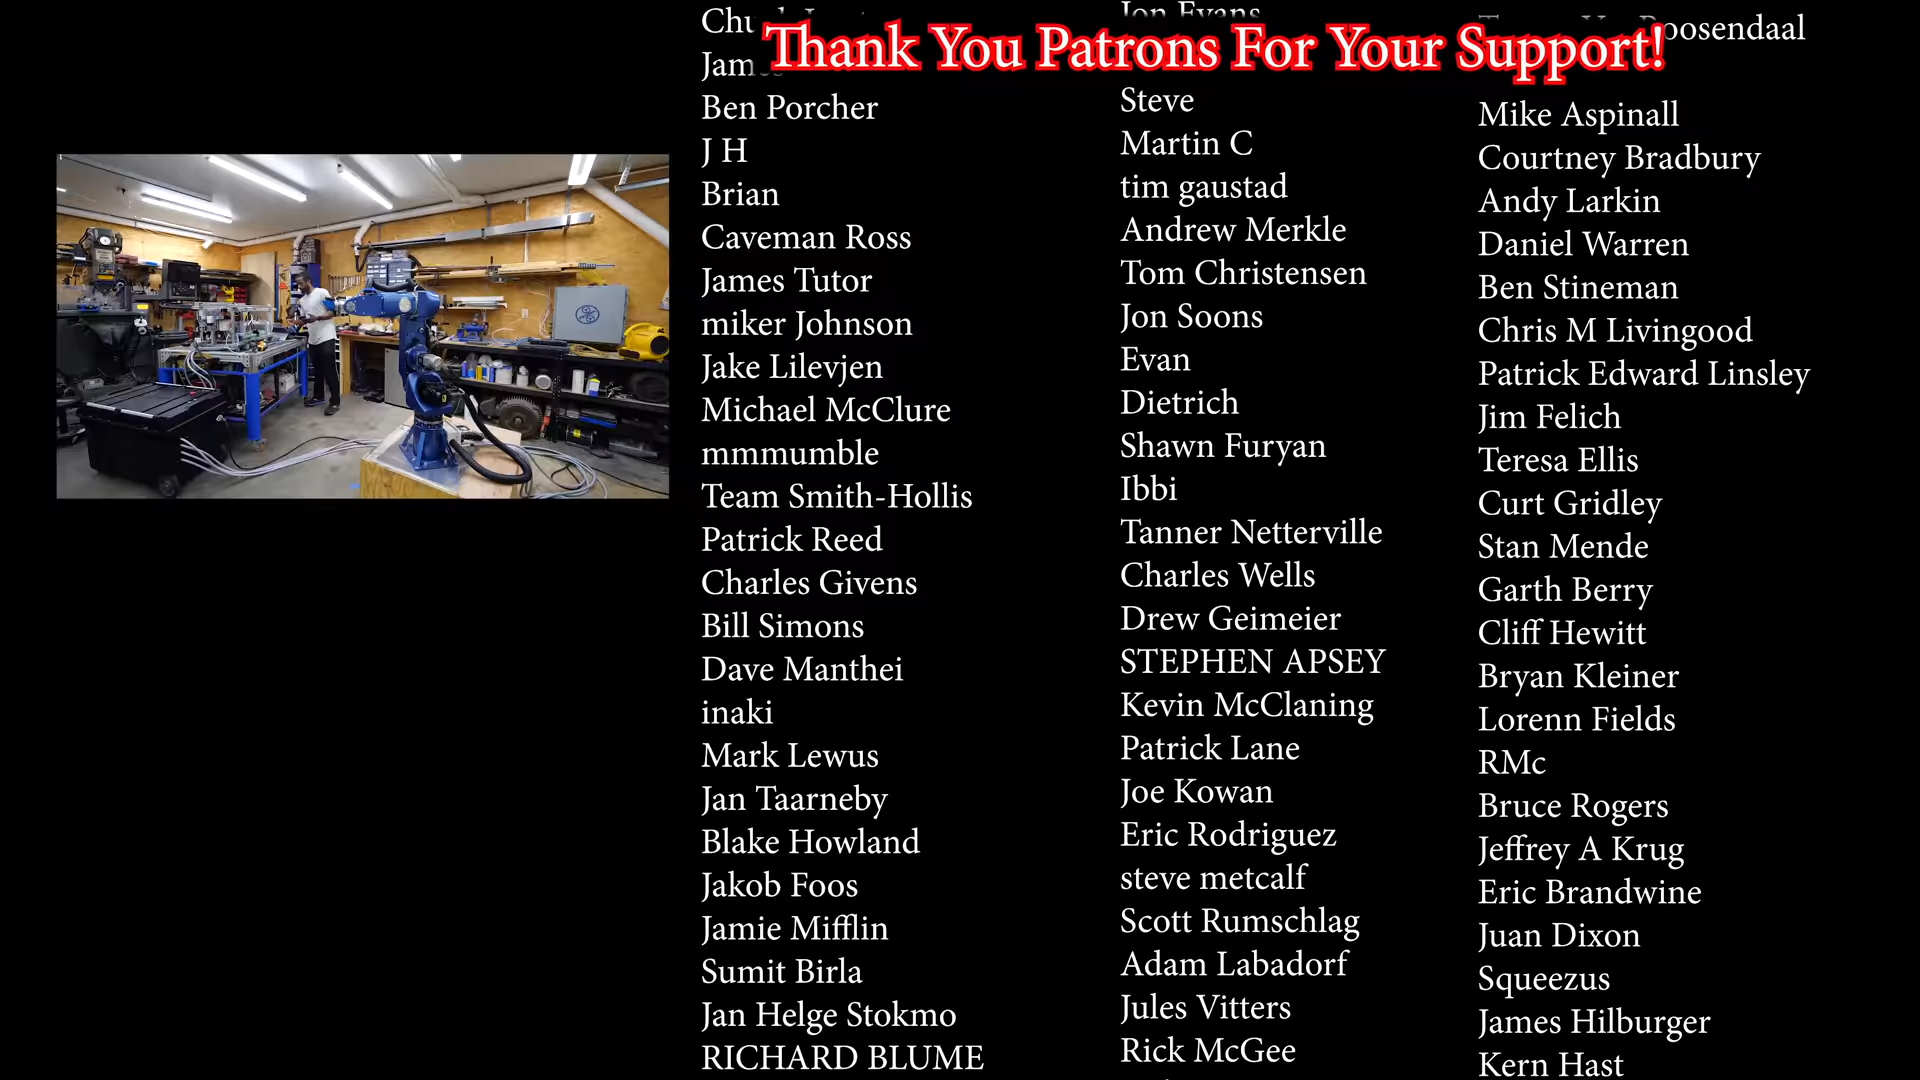 Thank You Patrons For Your Support!
Ben Porcher
J H
Brian
Caveman Ross
James Tutor
miker Johnson
Jake Lilevjen
Michael McClure
mmmumble
Team Smith-Hollis
Patrick Reed
Charles Givens
Bill Simons
Dave Manthei
inaki
Mark Lewus
Jan Taarneby
Blake Howland
Jakob Foos
Jamie Mifflin
Sumit Birla
Jan Helge Stokmo
RICHARD BLUME
Jon Evans
Steve
Martin C
tim gaustad
Andrew Merkle
Tom Christensen
Jon Soons
Evan
Dietrich
Shawn Furyan
Ibbi
Tanner Netterville
Charles Wells
Drew Geimeier
STEPHEN APSEY
Kevin McClaning
Patrick Lane
Joe Kowan
Eric Rodriguez
steve metcalf
Scott Rumschlag
Adam Labadorf
Jules Vitters
Rick McGee
Roosendaal
Mike Aspinall
Courtney Bradbury
Andy Larkin
Daniel Warren
Ben Stineman
Chris M Livingood
Patrick Edward Linsley
Jim Felich
Teresa Ellis
Curt Gridley
Stan Mende
Garth Berry
Cliff Hewitt
Bryan Kleiner
Lorenn Fields
RMc
Bruce Rogers
Jeffrey A Krug
Eric Brandwine
Juan Dixon
Squeezus
James Hilburger
Kern Hast